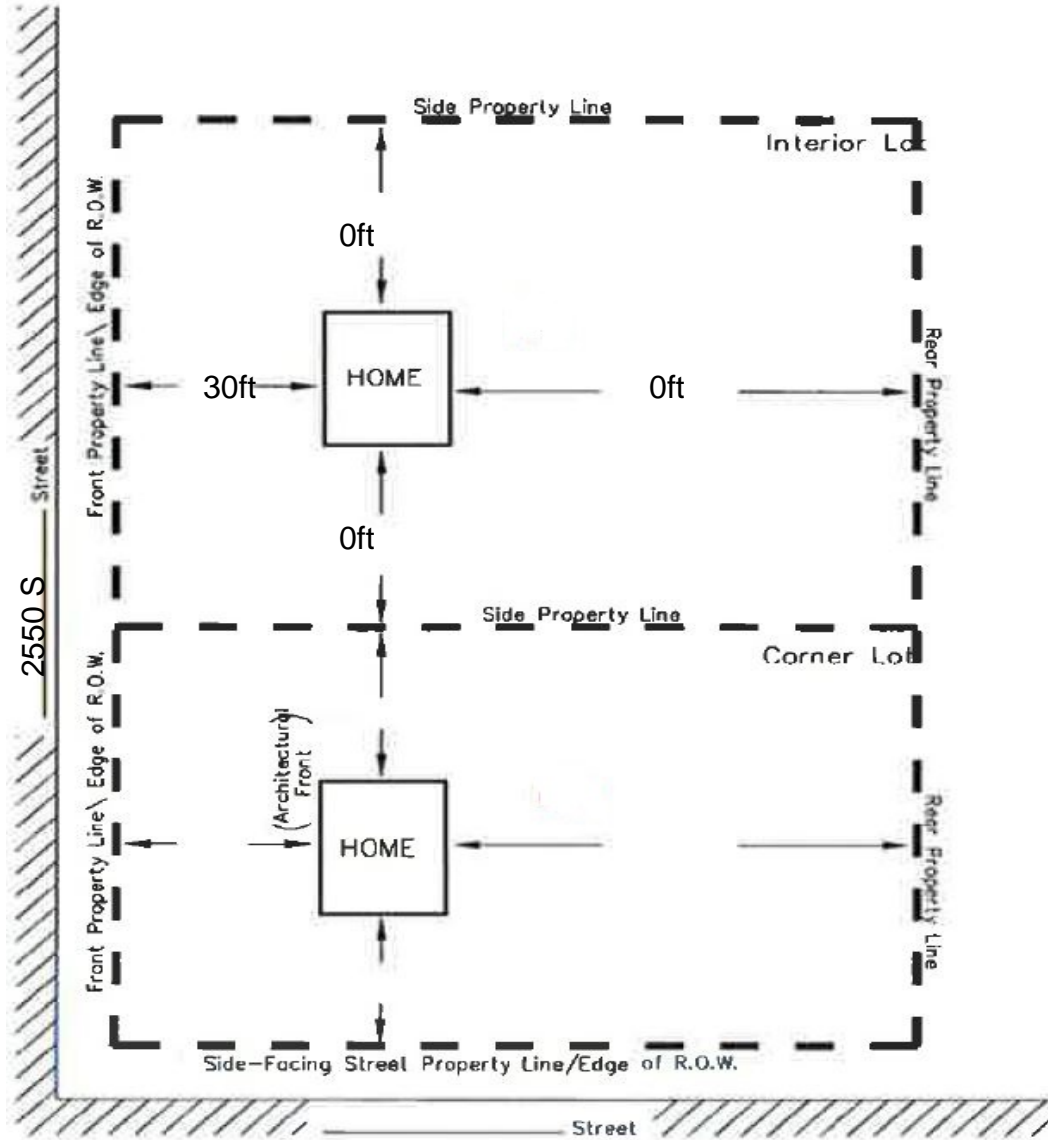 Side Property Line
Interior Lot
Front Property Line\ Edge of R.O.W.
0ft
30ft
HOME
0ft
Rear Property Line
0ft
2550 S Street
Side Property Line
Corner Lot
Front Property Line\ Edge of R.O.W.
(Architectural
Front )
HOME
Rear Property Line
Side-Facing Street Property Line/Edge of R.O.W.
Street